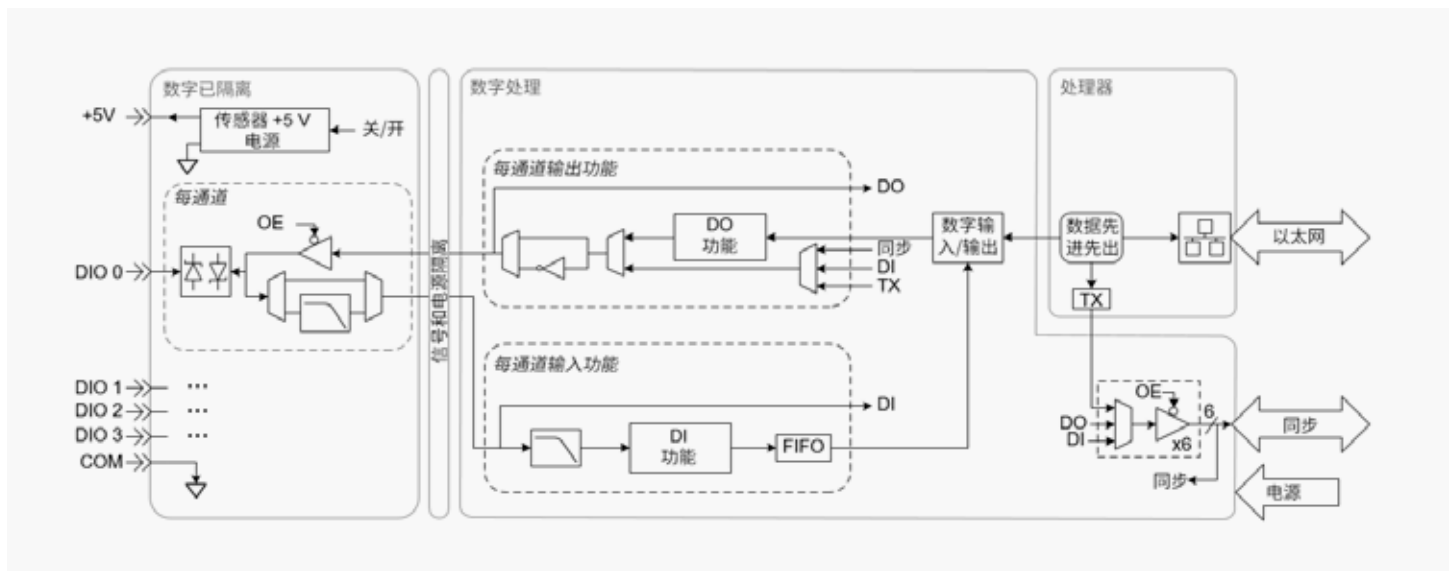 数字已隔离
+5V
传感器 +5 V
电源
关/开
每通道
OE
DIO 0
DIO 1
DIO 2
DIO 3
COM
...
...
...
信号和电源隔离
数字处理
每通道输出功能
DO
DO
功能
同步
DI
TX
数字输
入/输出
每通道输入功能
DI
DI
功能
FIFO
处理器
数据先
进先出
TX
以太网
OE
DO
DI
x6
6
同步
同步
电源